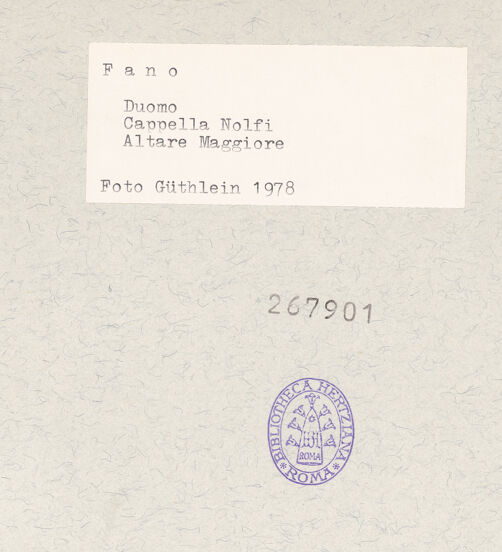 F a n o
Duomo
Cappella Nolfi
Altare Maggiore
Foto Güthlein 1978
267901
BIBLIOTHECA HERTZIANA
ROMA
*ROMA*